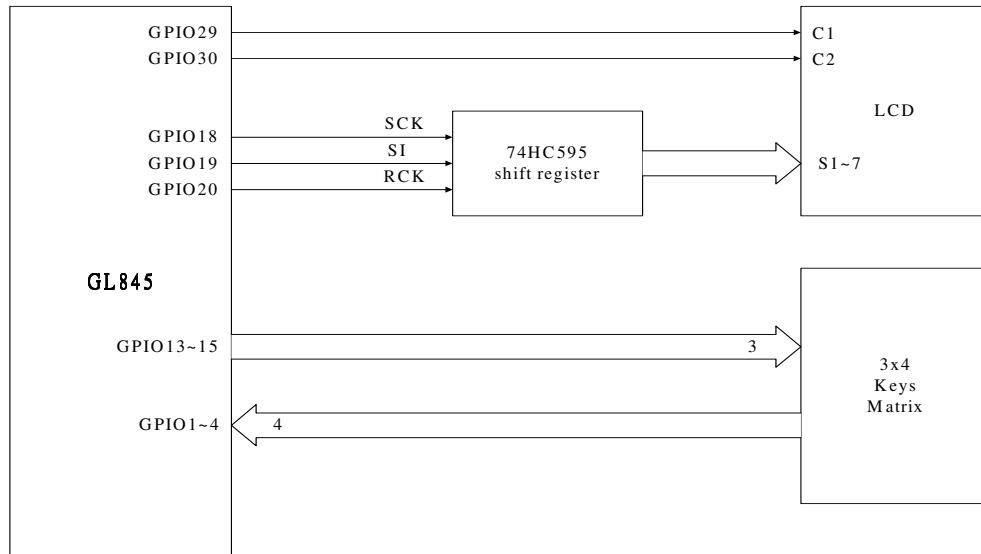 GPIO29
GPIO30
C1
C2
LCD
GPIO18
GPIO19
GPIO20
SCK
SI
RCK
74HC595
shift register
S1~7
GL845
GPIO13~15
3
GPIO1~4
4
3x4
Keys
Matrix